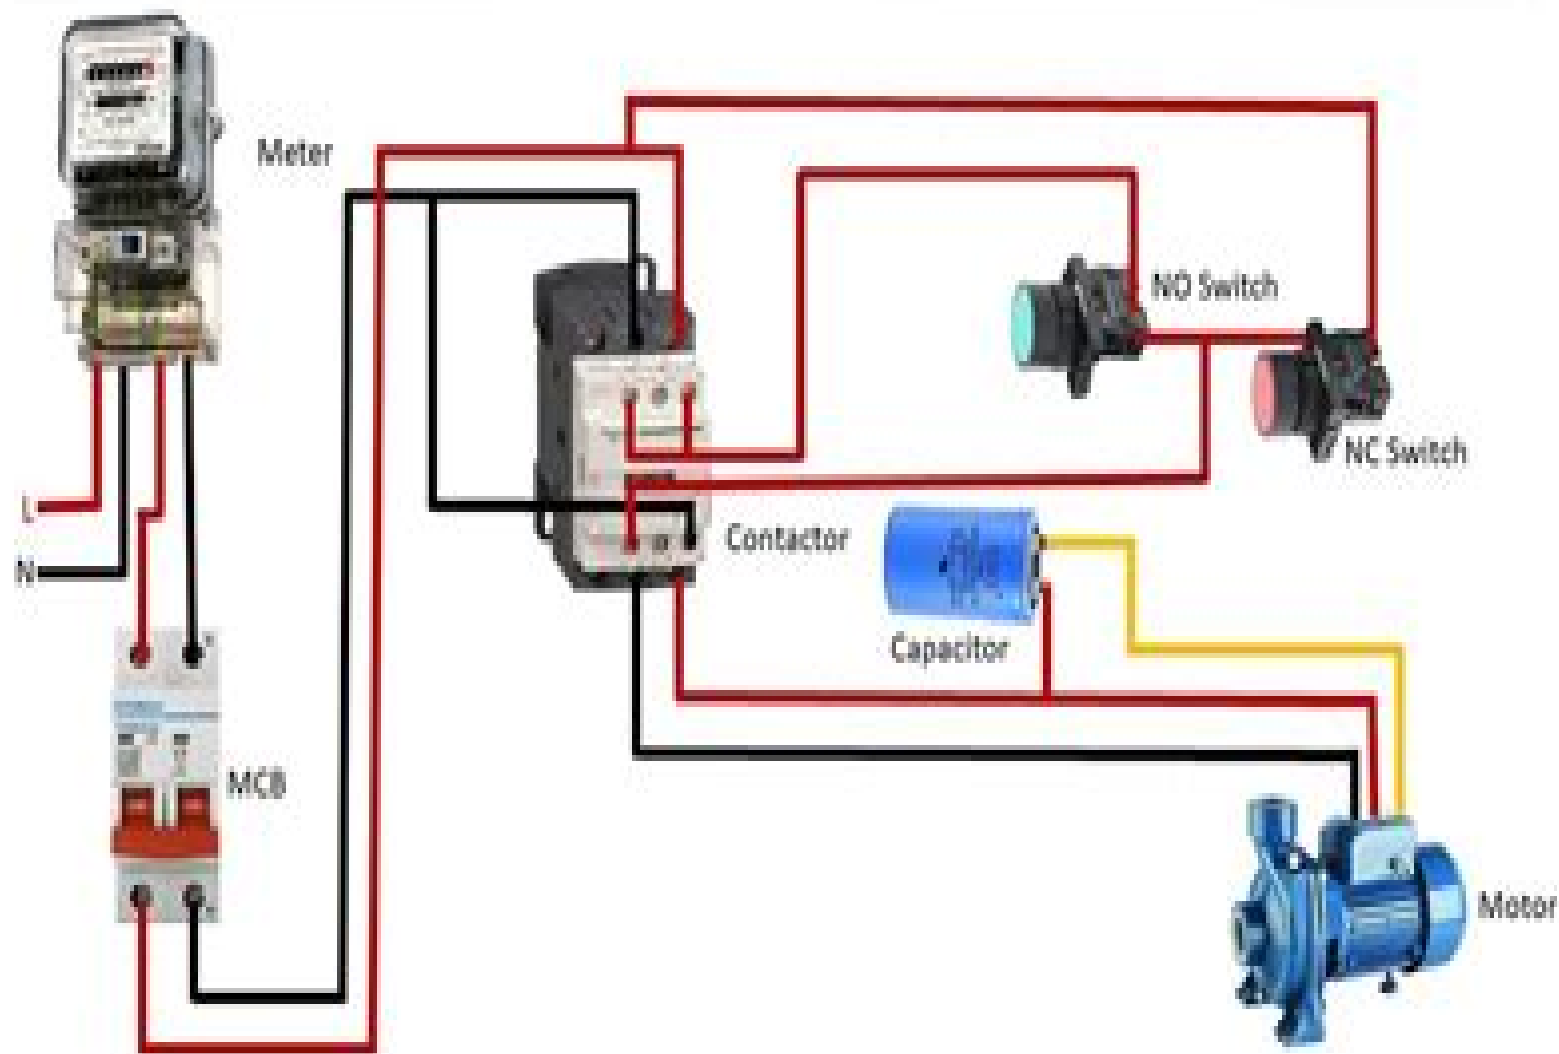 Meter
NO Switch
NC Switch
L
Contactor
N
Capacitor
MCB
Motor